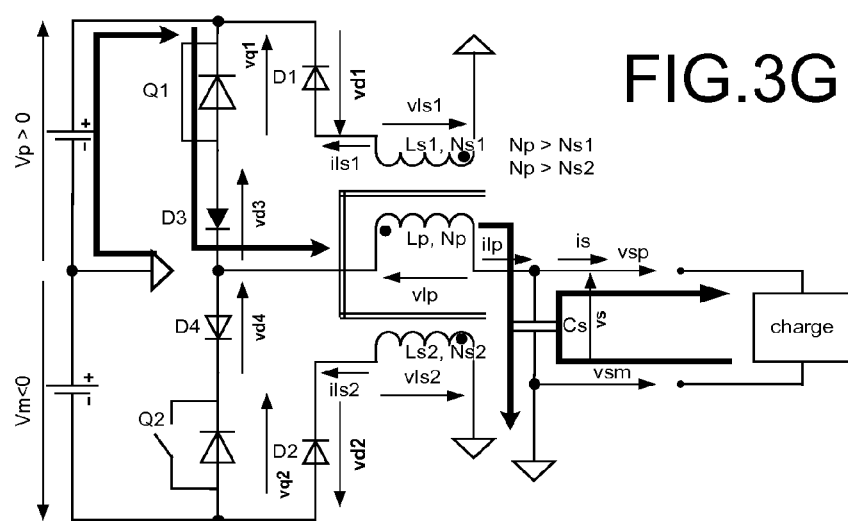 FIG.3G
Vp > 0
+
-
Q1
vq1
D1
vd1
vls1
ils1
Ls1, Ns1
Np > Ns1
Np > Ns2
D3
vd3
Lp, Np
ilp
is
vsp
vlp
D4
vd4
Cs
vs
charge
Ls2, Ns2
vsm
Vm<0
+
-
ils2
vls2
Q2
vq2
D2
vd2